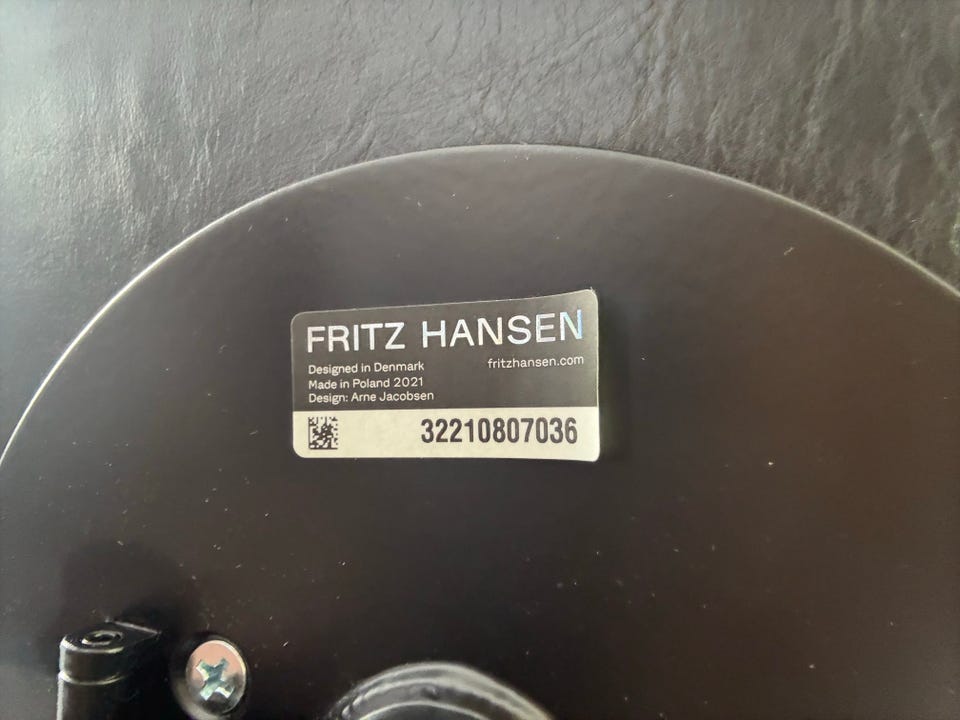 FRITZ HANSEN
Designed in Denmark fritzhansen.com
Made in Poland 2021
Design: Arne Jacobsen
32210807036